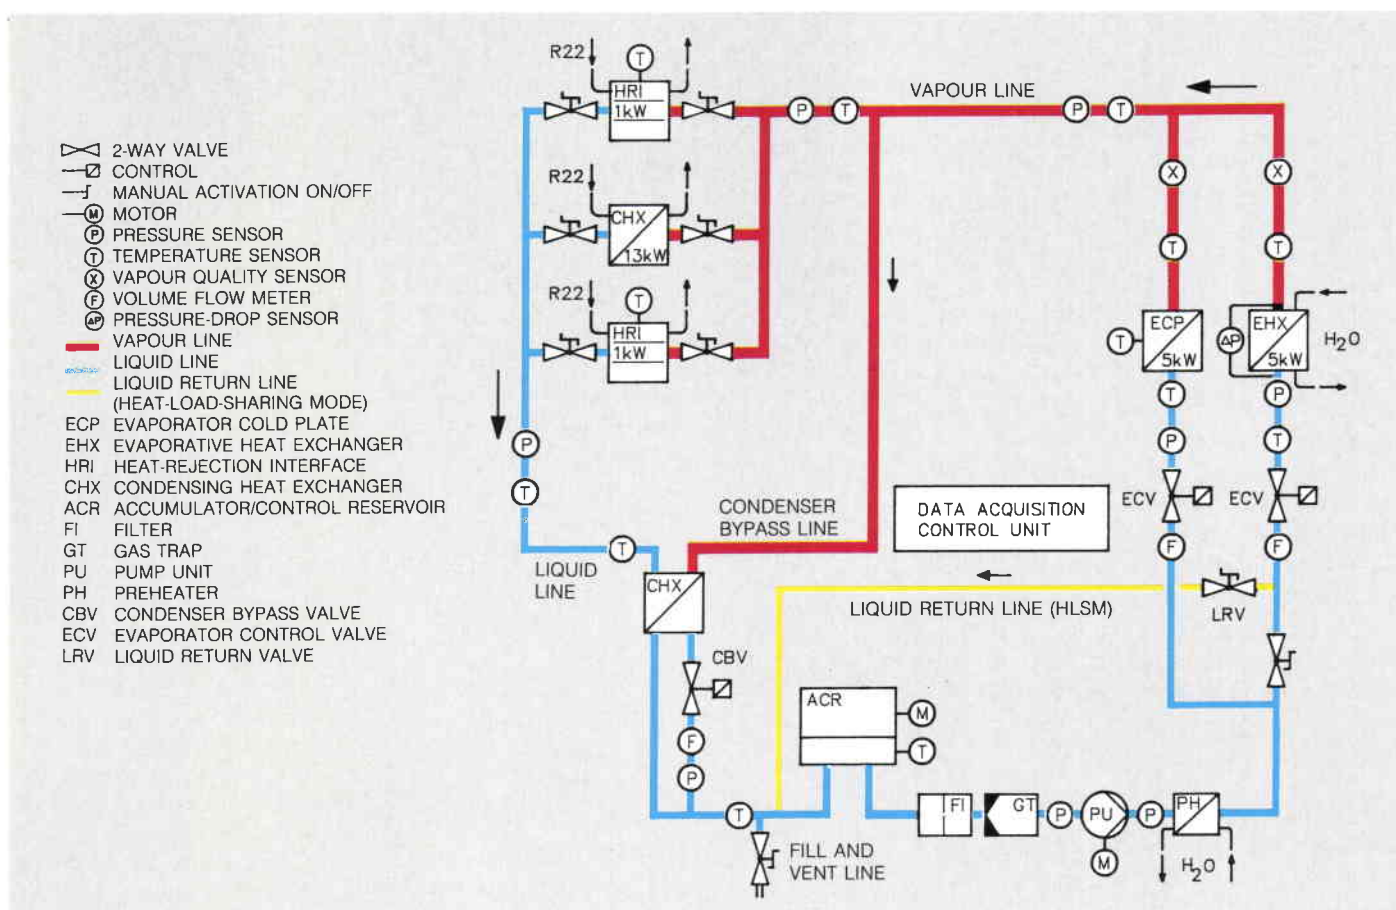 2-WAY VALVE
CONTROL
MANUAL ACTIVATION ON/OFF
M MOTOR
P PRESSURE SENSOR
T TEMPERATURE SENSOR
X VAPOUR QUALITY SENSOR
F VOLUME FLOW METER
ΔP PRESSURE-DROP SENSOR
VAPOUR LINE
LIQUID LINE
LIQUID RETURN LINE
(HEAT-LOAD-SHARING MODE)
ECP EVAPORATOR COLD PLATE
EHX EVAPORATIVE HEAT EXCHANGER
HRI HEAT-REJECTION INTERFACE
CHX CONDENSING HEAT EXCHANGER
ACR ACCUMULATOR/CONTROL RESERVOIR
FI FILTER
GT GAS TRAP
PU PUMP UNIT
PH PREHEATER
CBV CONDENSER BYPASS VALVE
ECV EVAPORATOR CONTROL VALVE
LRV LIQUID RETURN VALVE
R22
T
HRI
1kW
P T
VAPOUR LINE
P T
R22
CHX
13kW
X X
T T
R22
T
HRI
1kW
T
ECP
5kW
ΔP
EHX
5kW
H2O
T P
P T
P
T
ECV
ECV
F F
CONDENSER
BYPASS LINE
DATA ACQUISITION
CONTROL UNIT
T
LIQUID
LINE
CHX
LIQUID RETURN LINE (HLSM)
LRV
CBV
F
P
ACR
M
T
T
FILL AND
VENT LINE
FI
GT
P
PU
M
P
PH
H2O